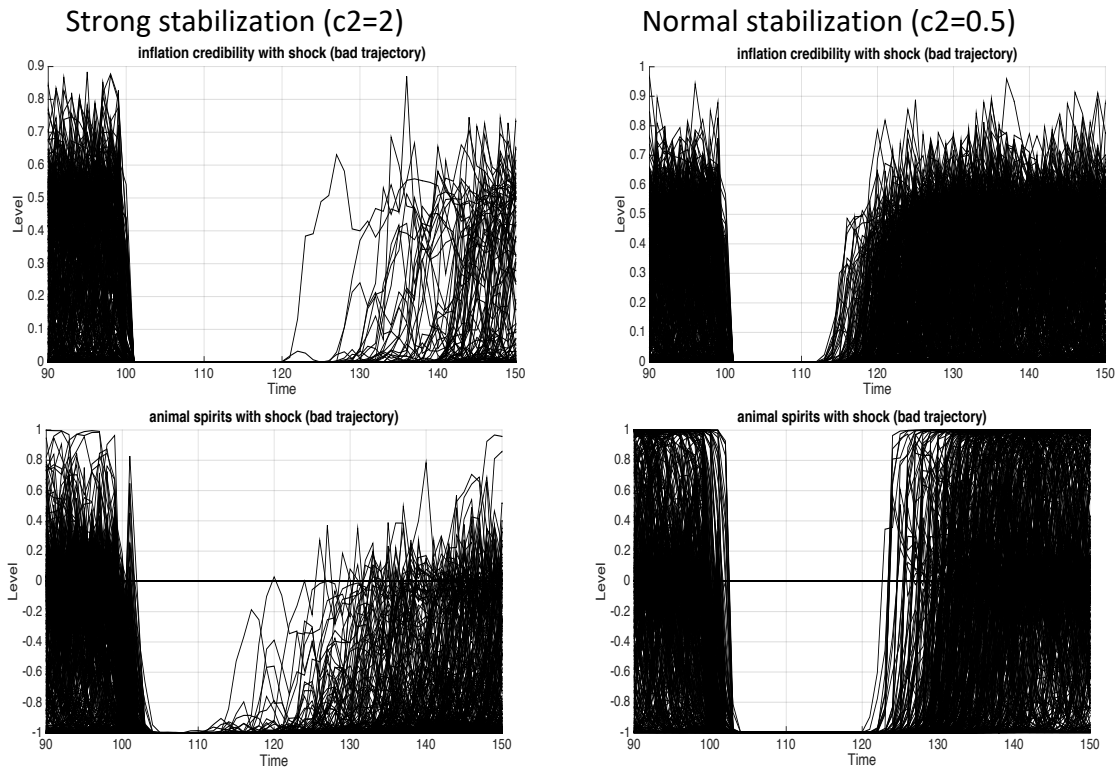 Strong stabilization (c2=2)
Normal stabilization (c2=0.5)
inflation credibility with shock (bad trajectory)
0.9
0.8
0.7
0.6
0.5
0.4
0.3
0.2
0.1
0
Level
90 100 110 120 130 140 150
Time
inflation credibility with shock (bad trajectory)
1
0.9
0.8
0.7
0.6
0.5
0.4
0.3
0.2
0.1
0
Level
90 100 110 120 130 140 150
Time
animal spirits with shock (bad trajectory)
1
0.8
0.6
0.4
0.2
0
-0.2
-0.4
-0.6
-0.8
-1
Level
90 100 110 120 130 140 150
Time
animal spirits with shock (bad trajectory)
1
0.8
0.6
0.4
0.2
0
-0.2
-0.4
-0.6
-0.8
-1
Level
90 100 110 120 130 140 150
Time